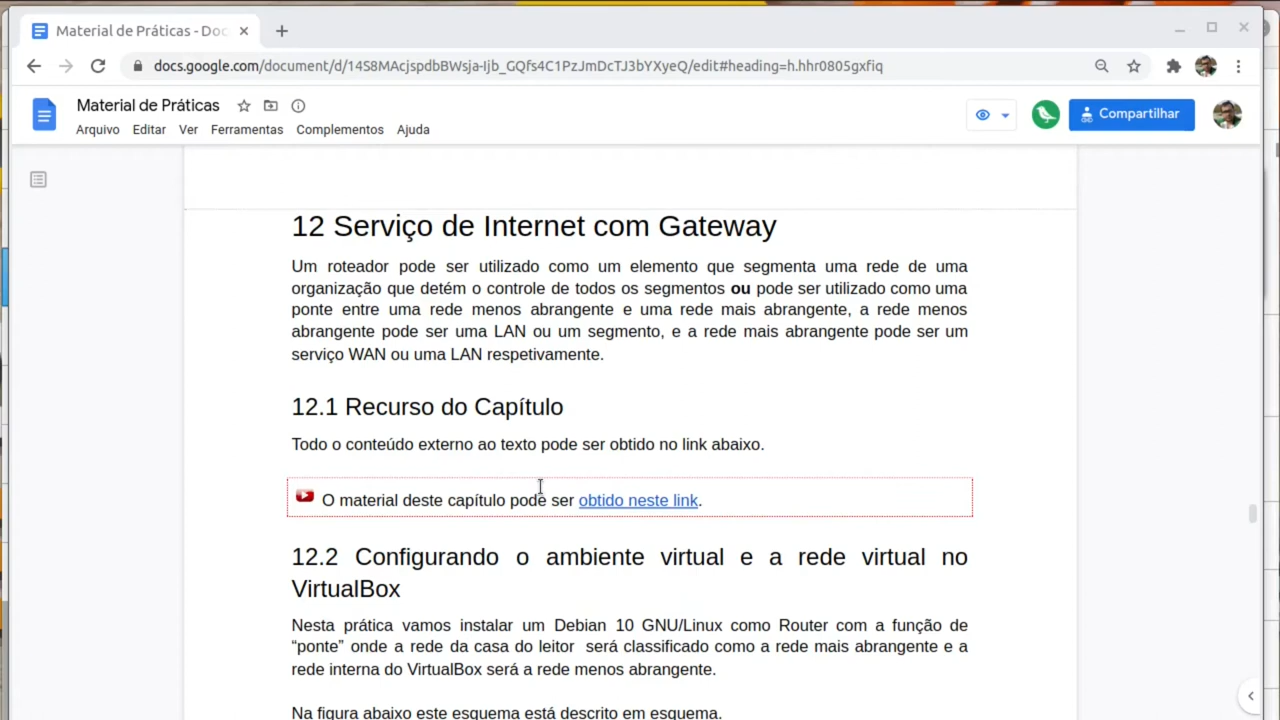 Material de Práticas - Doc
docs.google.com/document/d/14S8MAcjspdbBWsja-Ijb_GQfs4C1PzJmDcTJ3bYXyeQ/edit#heading=h.hhr0805gxfiq
Material de Práticas
Arquivo Editar Ver Ferramentas Complementos Ajuda
Compartilhar
12 Serviço de Internet com Gateway
Um roteador pode ser utilizado como um elemento que segmenta uma rede de uma
organização que detém o controle de todos os segmentos ou pode ser utilizado como uma
ponte entre uma rede menos abrangente e uma rede mais abrangente, a rede menos
abrangente pode ser uma LAN ou um segmento, e a rede mais abrangente pode ser um
serviço WAN ou uma LAN respetivamente.
12.1 Recurso do Capítulo
Todo o conteúdo externo ao texto pode ser obtido no link abaixo.
O material deste capítulo pode ser obtido neste link.
12.2 Configurando o ambiente virtual e a rede virtual no
VirtualBox
Nesta prática vamos instalar um Debian 10 GNU/Linux como Router com a função de
“ponte” onde a rede da casa do leitor será classificado como a rede mais abrangente e a
rede interna do VirtualBox será a rede menos abrangente.
Na figura abaixo este esquema está descrito em esquema.